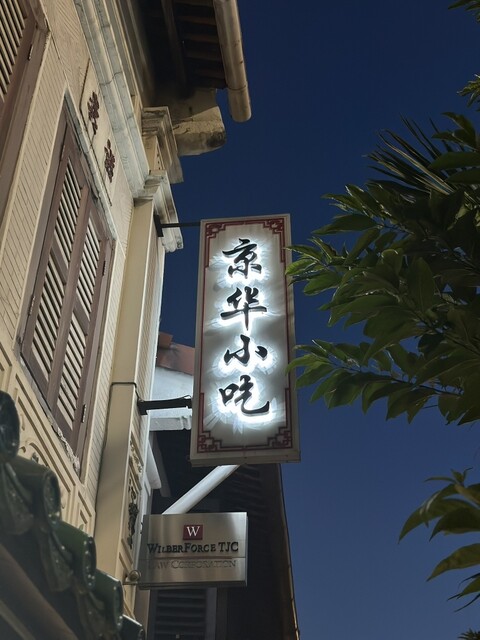 京华小吃
W
WILBERFORCE TJC
LAW CORPORATION